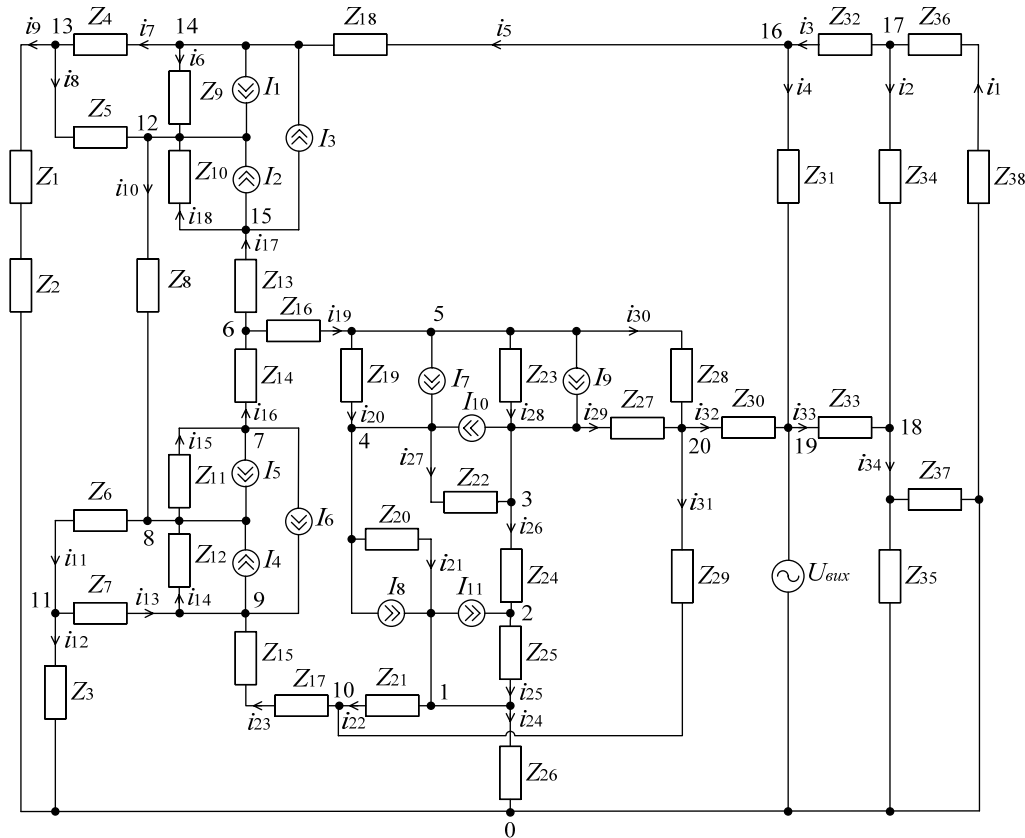 i9 13 Z4 i7 14 Z18 i5 16 Z32 i3 17 Z36
i8 i6 Z9 I1 i4 i2 i1
Z5 12 I3
Z1 i10 Z10 I2 Z31 Z34 Z38
i18 15
i17
Z2 Z8 Z13
Z16 i19 5 i30
6
Z14 Z19 I7 Z23 I9 Z28
i16 i20 I10 i28 i29 Z27 i32 Z30 i33 Z33
i15 7 4 20 19 18
Z11 I5 i27 i34
Z6 Z22 3 i31 Z37
I6
8 Z12 I4 Z20 i26
i11 i21 Z24 Z29 Uвих Z35
11 Z7 i13 i14 9 I8 I11 2
i12 Z15 Z25
Z3 Z17 10 Z21 1 i25
i23 i22 i24
Z26
0